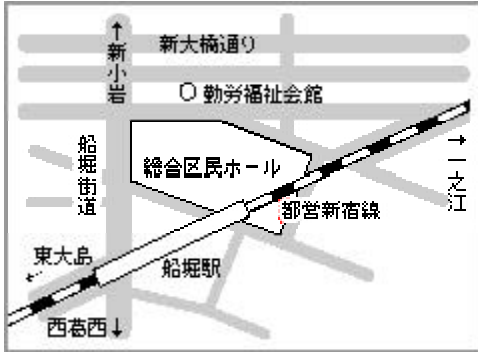 ↑新小岩
新大橋通り
勤労福祉会館
船堀街道
総合区民ホール
→一之江
都営新宿線
東大島
←
船堀駅
西葛西↓